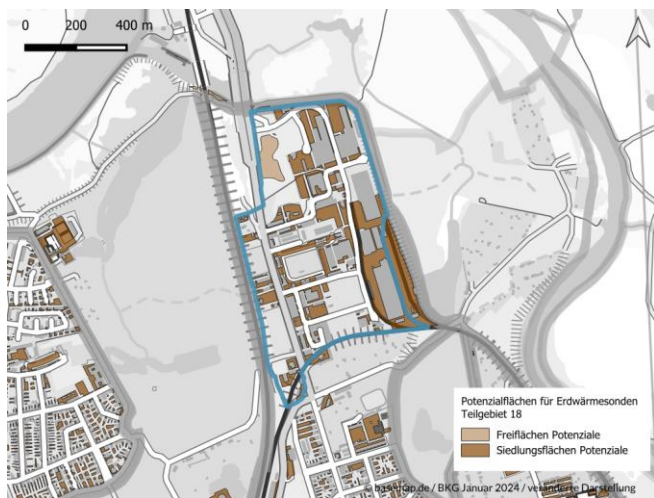 0 200 400 m
Potenzialflächen für Erdwärmesonden
Teilgebiet 18
Freiflächen Potenziale
Siedlungsflächen Potenziale
© basemap.de / BKG Januar 2024 / veränderte Darstellung